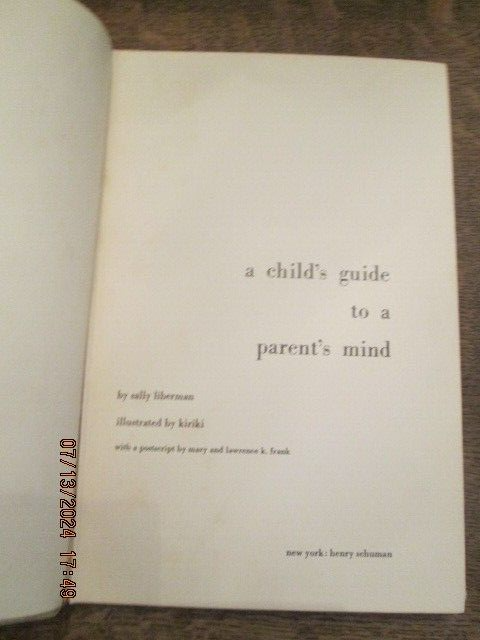 a child's guide
to a
parent's mind
by sally liberman
illustrated by kiriki
with a postscript by mary and lawrence k. frank
new york: henry schuman
07/13/2024 17:49